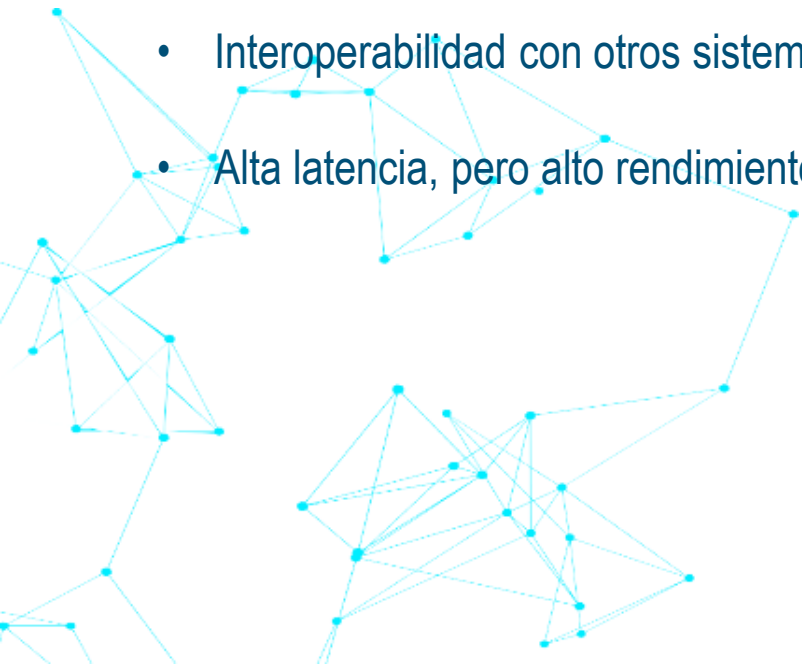 • Interoperabilidad con otros
• Alta latencia, pero alto